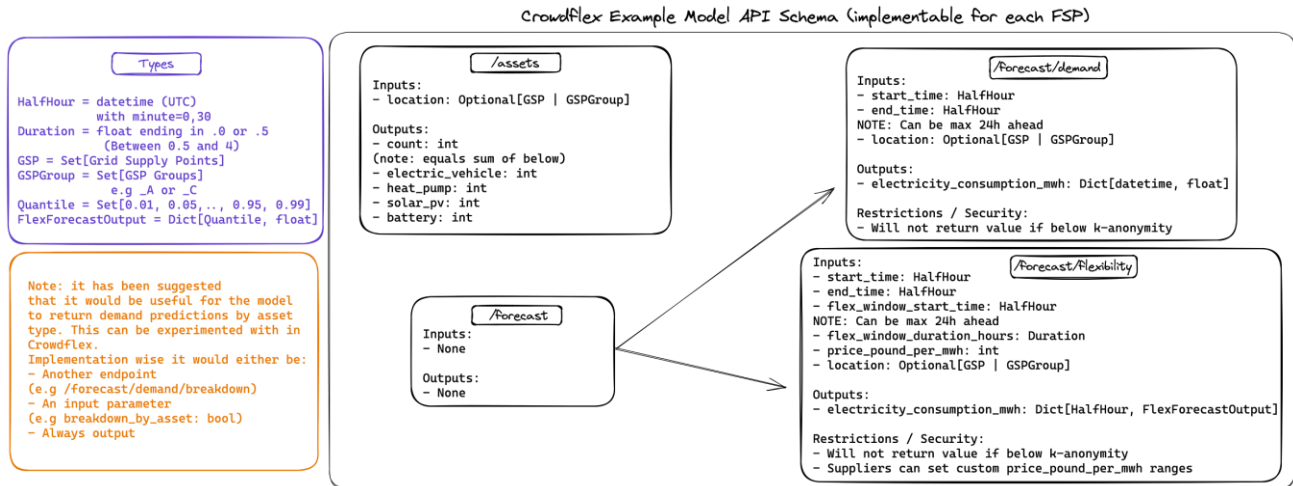 Crowdflex Example Model API Schema (implementable for each FSP)
Types
HalfHour = datetime (UTC)
with minute=0,30
Duration = float ending in .0 or .5
(Between 0.5 and 4)
GSP = Set[Grid Supply Points]
GSPGroup = Set[GSP Groups]
e.g _A or _C
Quantile = Set[0.01, 0.05,.., 0.95, 0.99]
FlexForecastOutput = Dict[Quantile, float]
Note: it has been suggested
that it would be useful for the model
to return demand predictions by asset
type. This can be experimented with in
Crowdflex.
Implementation wise it would either be:
- Another endpoint
(e.g /forecast/demand/breakdown)
- An input parameter
(e.g breakdown_by_asset: bool)
- Always output
/assets
Inputs:
- location: Optional[GSP | GSPGroup]
Outputs:
- count: int
(note: equals sum of below)
- electric_vehicle: int
- heat_pump: int
- solar_pv: int
- battery: int
/forecast
Inputs:
- None
Outputs:
- None
/forecast/demand
Inputs:
- start_time: HalfHour
- end_time: HalfHour
NOTE: Can be max 24h ahead
- location: Optional[GSP | GSPGroup]
Outputs:
- electricity_consumption_mwh: Dict[datetime, float]
Restrictions / Security:
- Will not return value if below k-anonymity
/forecast/flexibility
Inputs:
- start_time: HalfHour
- end_time: HalfHour
- flex_window_start_time: HalfHour
NOTE: Can be max 24h ahead
- flex_window_duration_hours: Duration
- price_pound_per_mwh: int
- location: Optional[GSP | GSPGroup]
Outputs:
- electricity_consumption_mwh: Dict[HalfHour, FlexForecastOutput]
Restrictions / Security:
- Will not return value if below k-anonymity
- Suppliers can set custom price_pound_per_mwh ranges